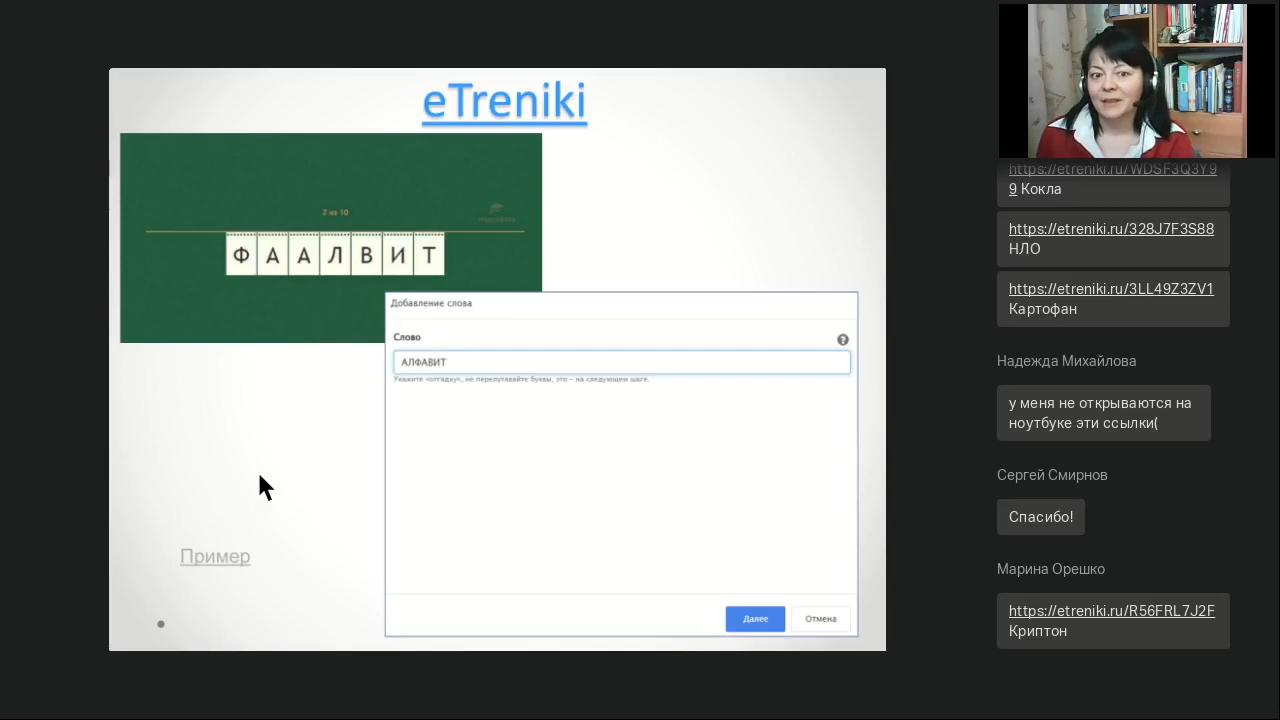 eTreniki
2 из 10
Ф А А Л В И Т
Добавление слова
Слово
?
АЛФАВИТ
Укажите «отгадку», не перепутавайте буквы, это – на следующем шаге.
Далее
Отмена
Пример
https://etreniki.ru/WDSF3Q3Y9
9 Кокла
https://etreniki.ru/328J7F3S88
НЛО
https://etreniki.ru/3LL49Z3ZV1
Картофан
Надежда Михайлова
у меня не открываются на
ноутбуке эти ссылки(
Сергей Смирнов
Спасибо!
Марина Орешко
https://etreniki.ru/R56FRL7J2F
Криптон